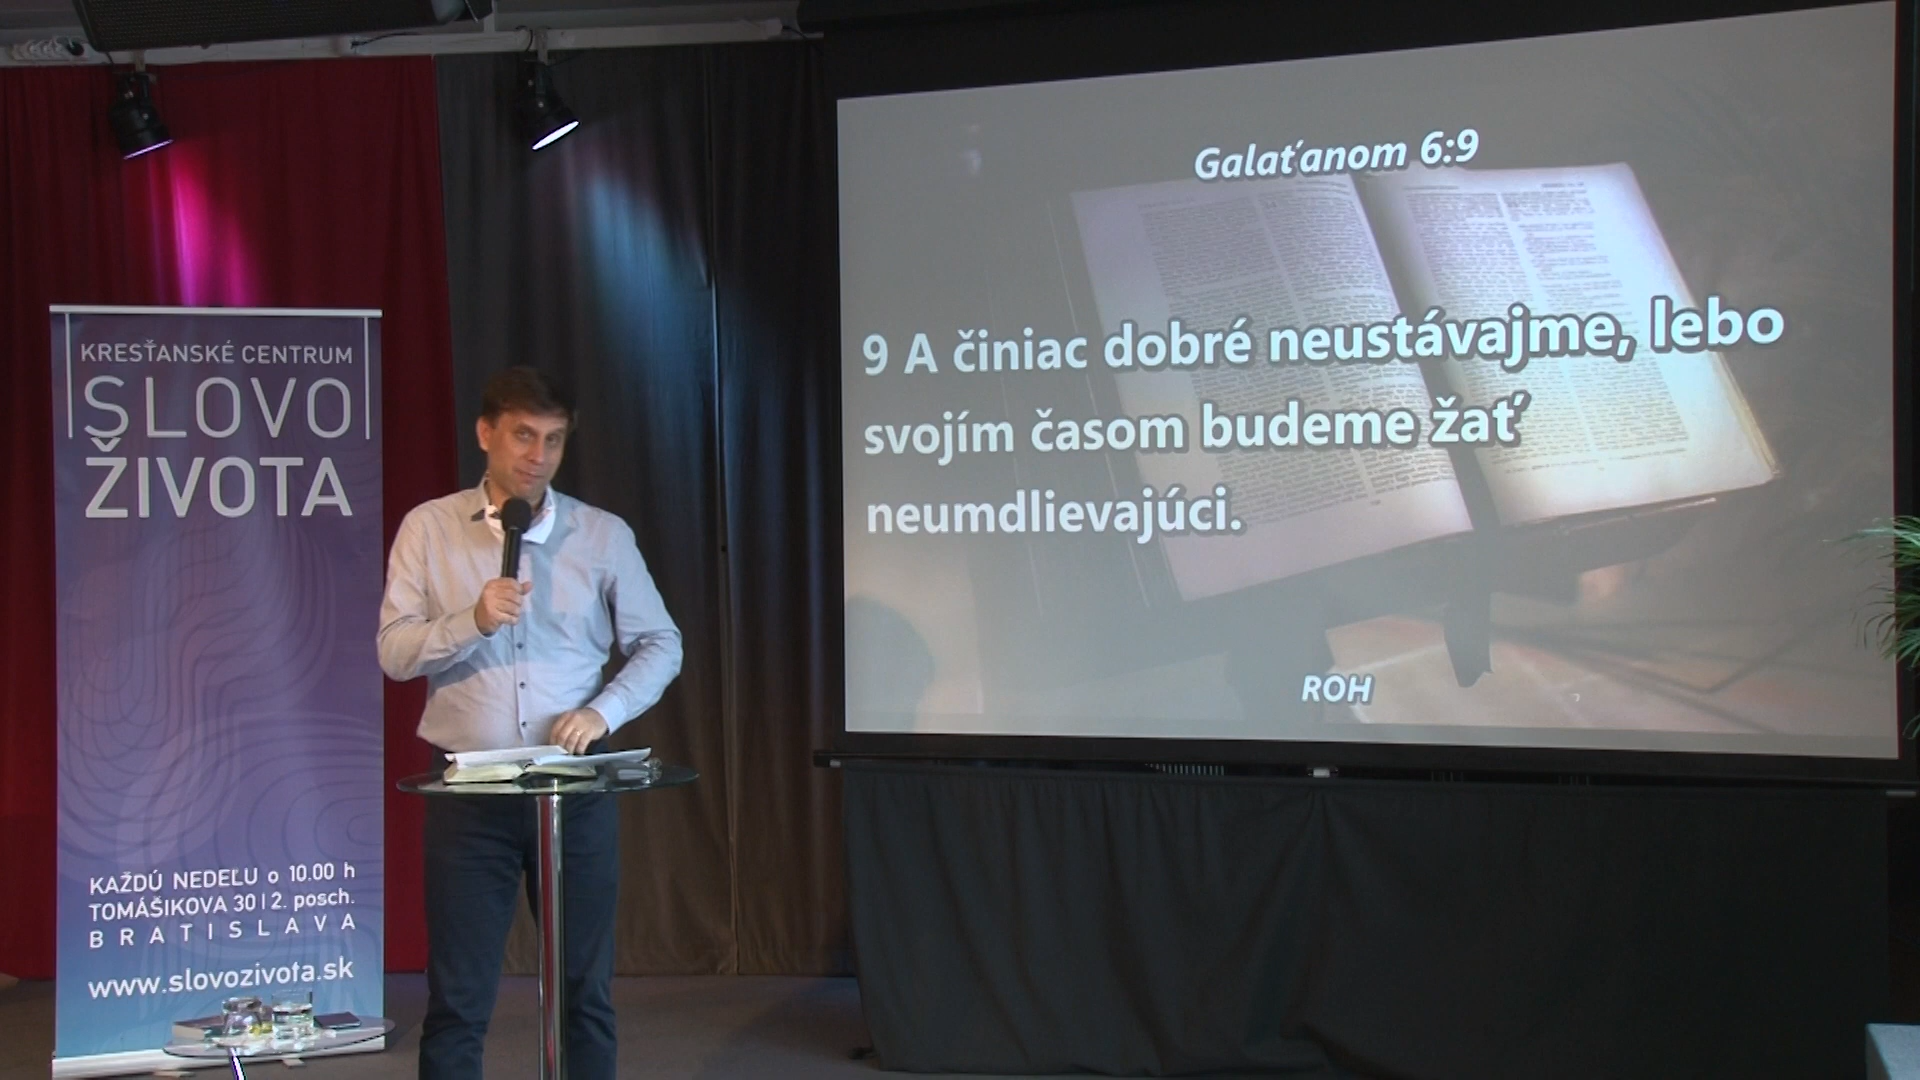 KRESŤANSKÉ CENTRUM
SLOVO
ŽIVOTA
KAŽDÚ NEDEĽU o 10.00 h
TOMÁŠIKOVA 30 | 2. posch.
BRATISLAVA
www.slovozivota.sk
Galaťanom 6:9
9 A činiac dobré neustávajme, lebo
svojím časom budeme žať
neumdlievajúci.
ROH